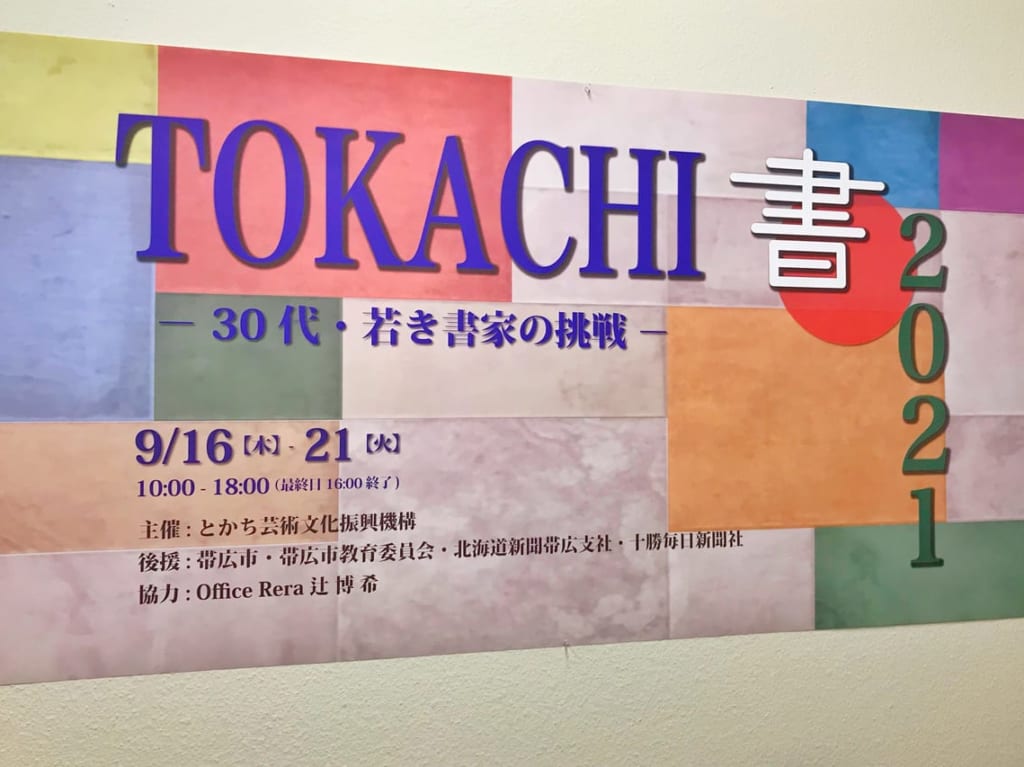 TOKACHI 書 2021
― 30代・若き書家の挑戦 ―
9/16【木】- 21【火】
10:00 - 18:00（最終日 16:00 終了）
主催 : とかち芸術文化振興機構
後援 : 帯広市・帯広市教育委員会・北海道新聞帯広支社・十勝毎日新聞社
協力 : Office Rera 辻 博 希